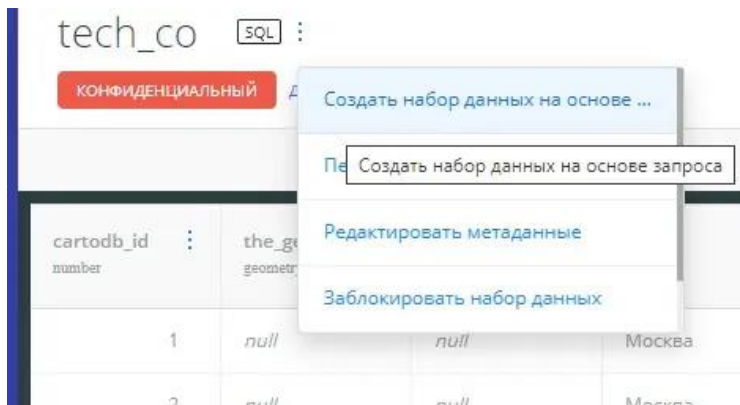 tech_co SQL
КОНФИДЕНЦИАЛЬНЫЙ
Создать набор данных на основе ...
Создать набор данных на основе запроса
Редактировать метаданные
Заблокировать набор данных
cartodb_id
number
1 null null Москва